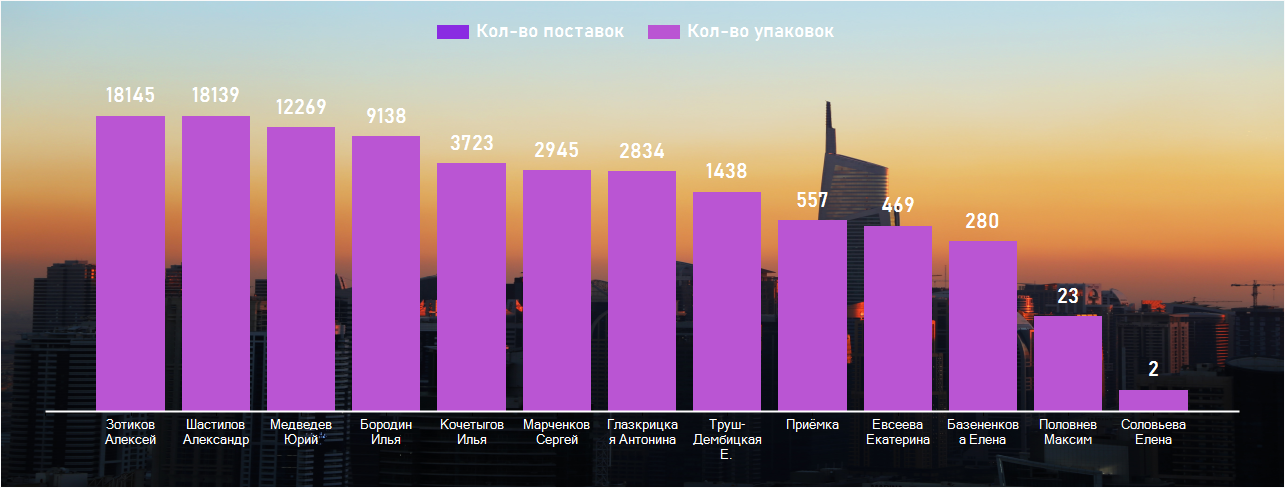 Кол-во поставок Кол-во упаковок
18145 18139 12269 9138 3723 2945 2834 1438 557 469 280 23 2
Зотиков
Алексей
Шастилов
Александр
Медведев
Юрий
Бородин
Илья
Кочетыгов
Илья
Марченков
Сергей
Глазкрицка
я Антонина
Труш-
Дембицкая
Е.
Приёмка
Евсеева
Екатерина
Базененков
а Елена
Половнев
Максим
Соловьева
Елена